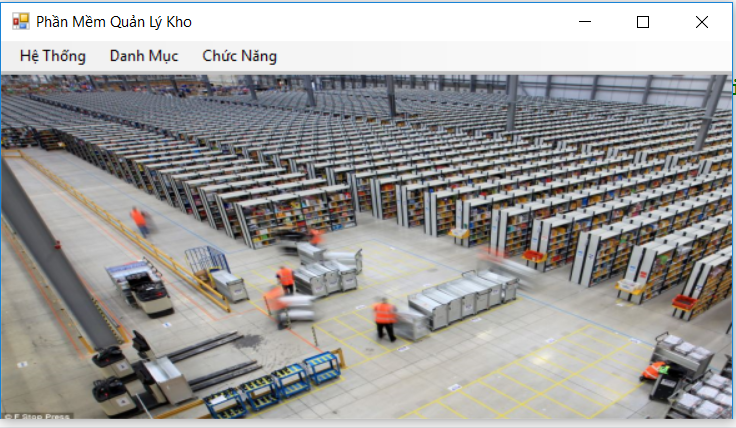 Phần Mềm Quản Lý Kho
Hệ Thống Danh Mục Chức Năng
© F Stop Press